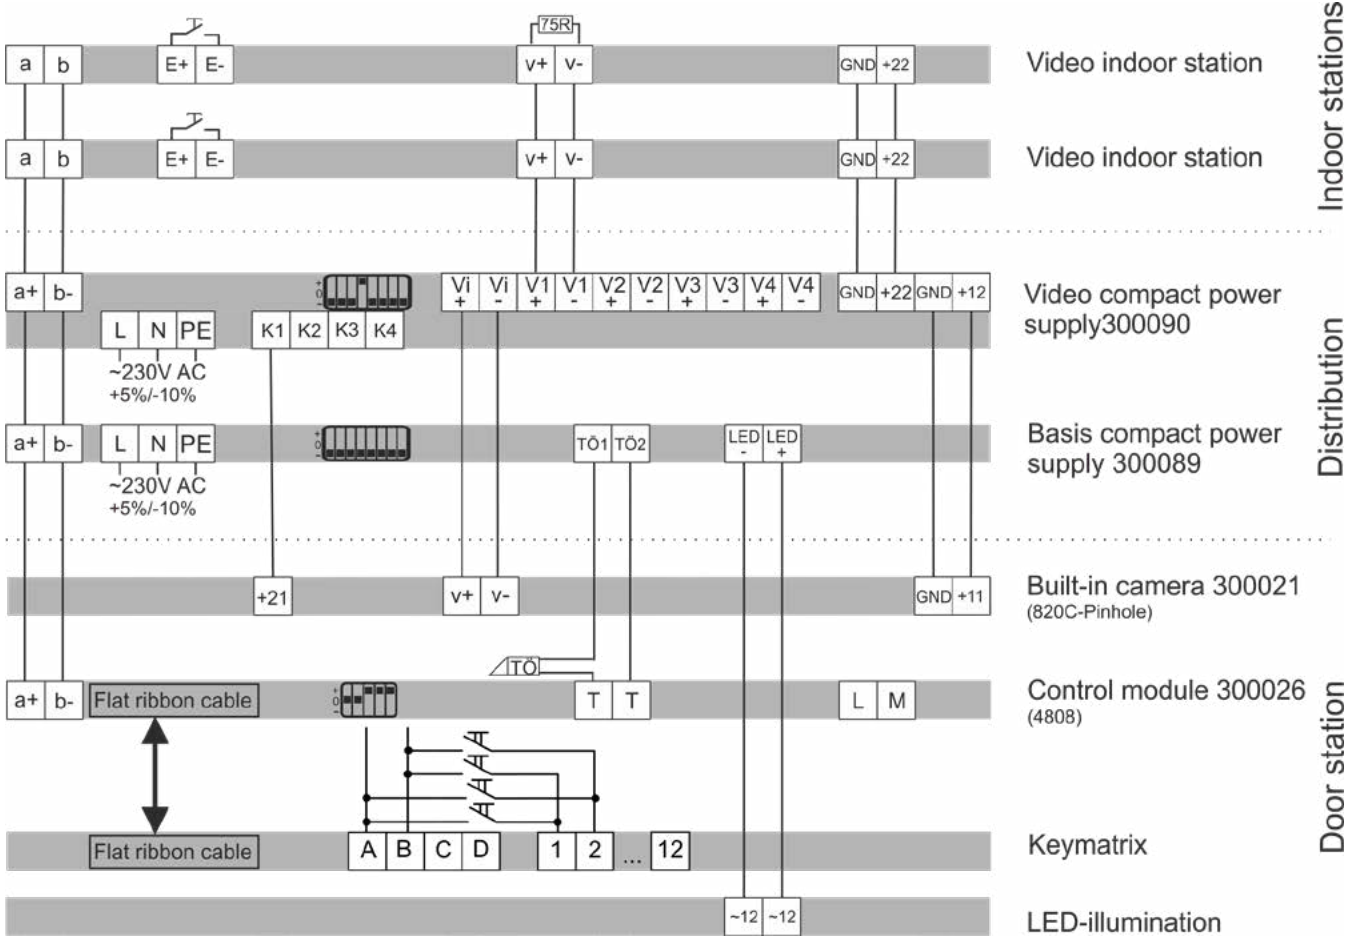 75R
a b E+ E- v+ v- GND +22 Video indoor station
a b E+ E- v+ v- GND +22 Video indoor station
Indoor stations
a+ b- + 0 - Vi + Vi - V1 + V1 - V2 + V2 - V3 + V3 - V4 + V4 - GND +22 GND +12 Video compact power
supply300090
L N PE K1 K2 K3 K4
~230V AC
+5%/-10%
a+ b- L N PE + 0 - TÖ1 TÖ2 LED - LED + Basis compact power
supply 300089
~230V AC
+5%/-10%
Distribution
+21 v+ v- GND +11 Built-in camera 300021
(820C-Pinhole)
TÖ
a+ b- Flat ribbon cable + 0 - T T L M Control module 300026
(4808)
Flat ribbon cable A B C D 1 2 ... 12 Keymatrix
Door station
~12 ~12 LED-illumination